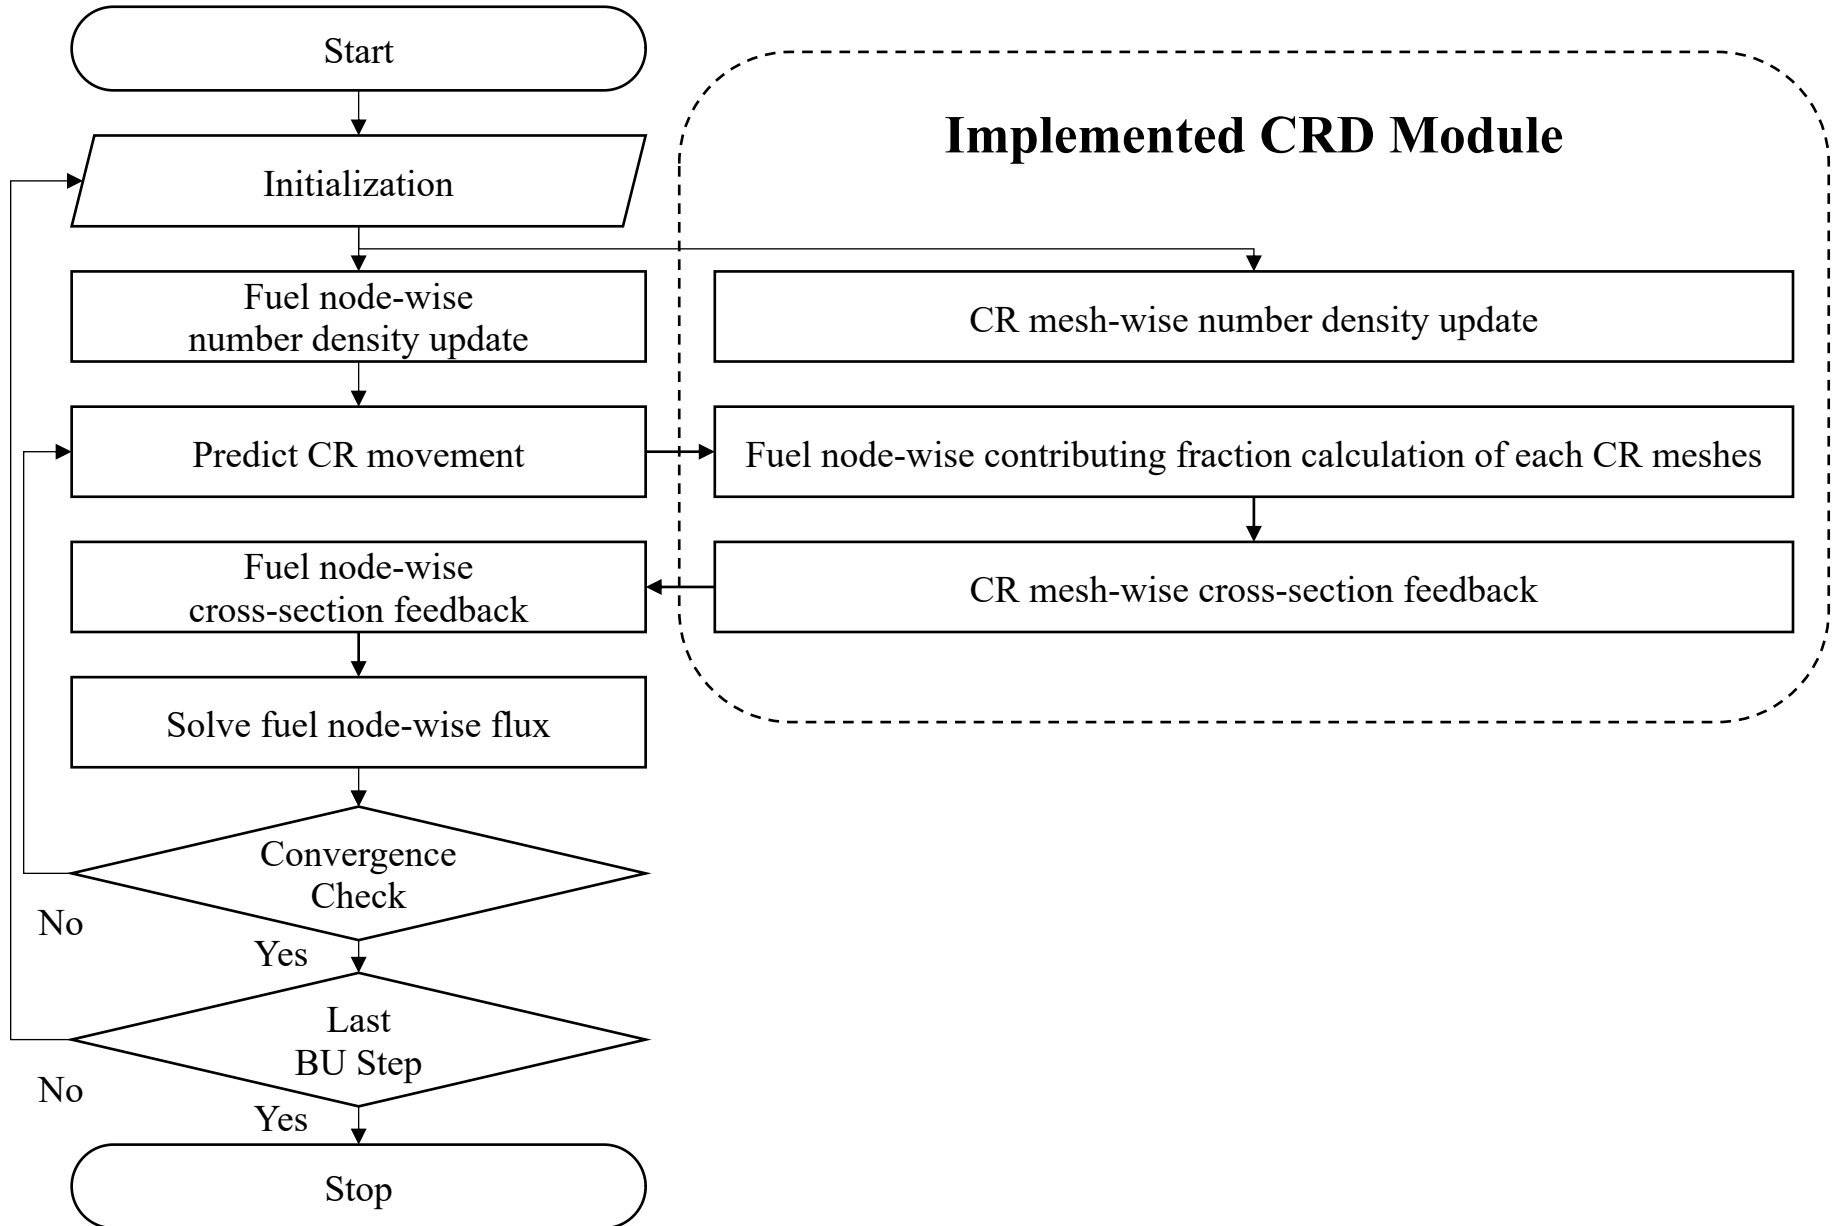 Start
Implemented CRD Module
Initialization
Fuel node-wise
number density update
CR mesh-wise number density update
Predict CR movement
Fuel node-wise contributing fraction calculation of each CR meshes
Fuel node-wise
cross-section feedback
CR mesh-wise cross-section feedback
Solve fuel node-wise flux
Convergence
Check
No
Yes
Last
BU Step
No
Yes
Stop